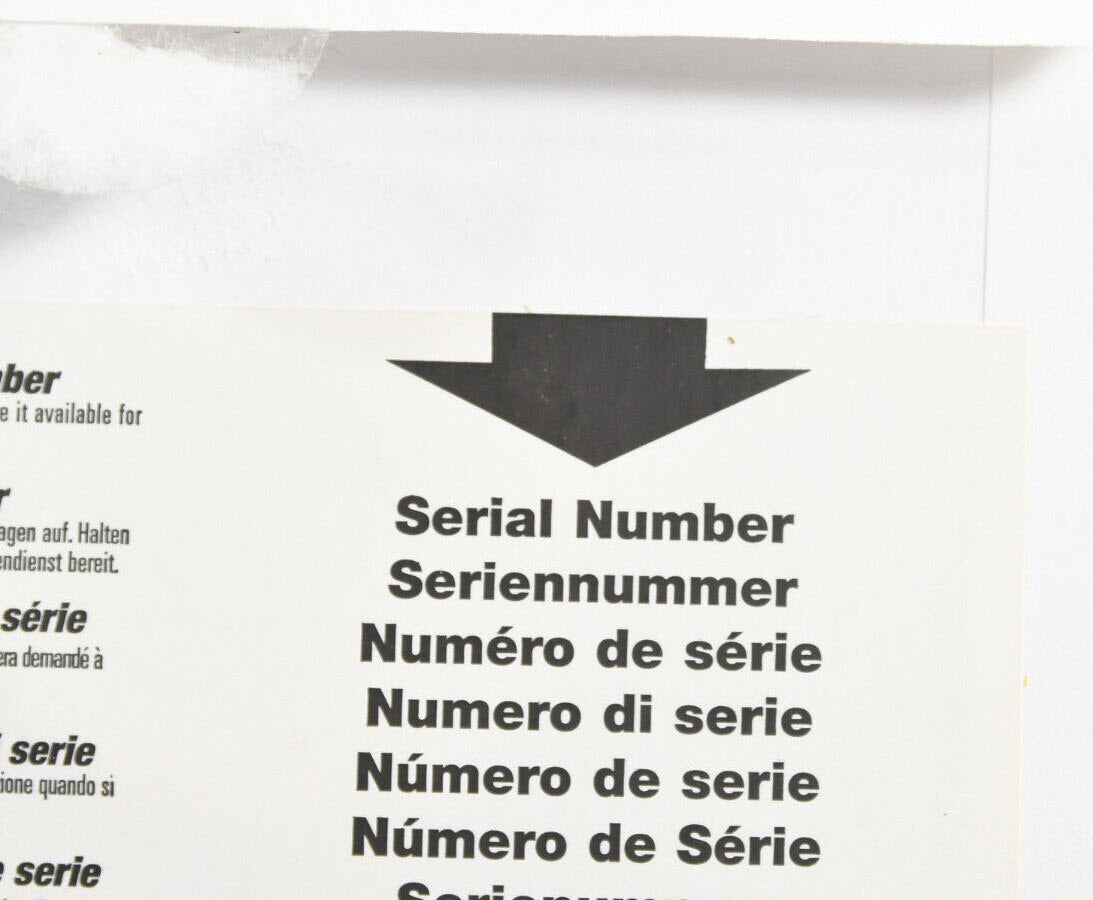 ber
e it available for
r
agen auf. Halten
endienst bereit.
série
era demandé à
serie
ione quando si
e serie
Serial Number
Seriennummer
Numéro de série
Numero di serie
Número de serie
Número de Série